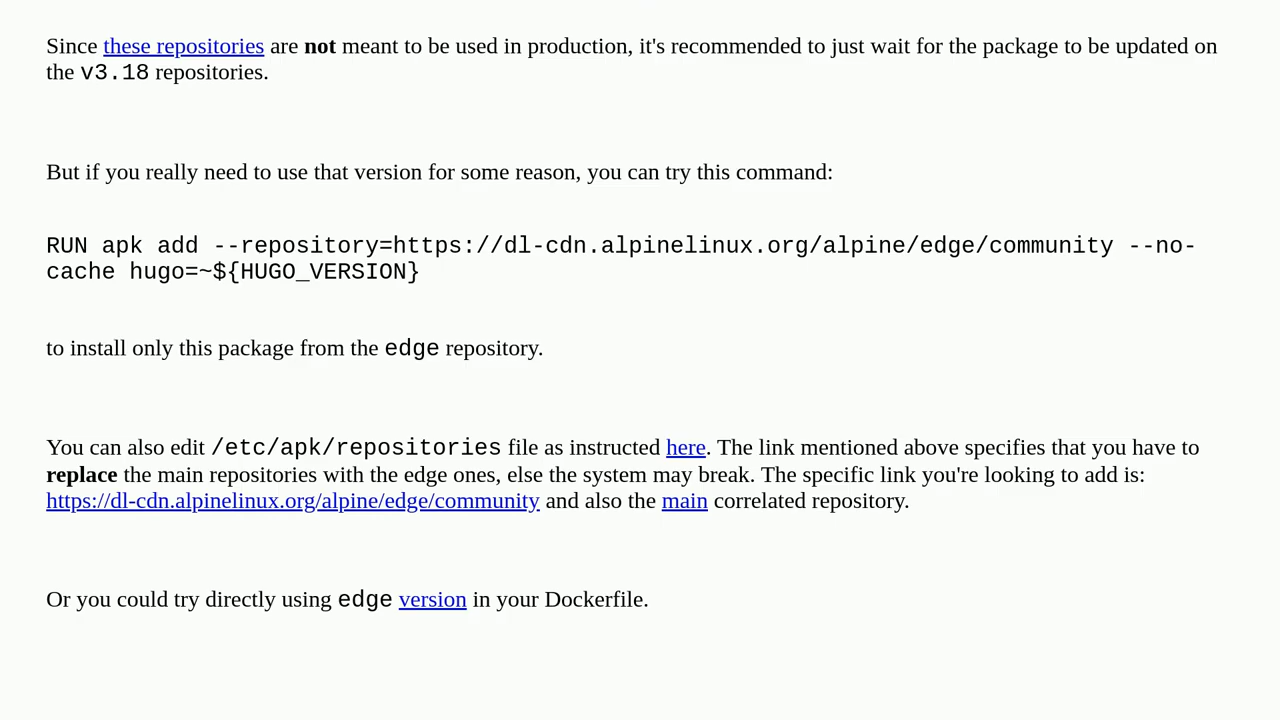 Since these repositories are not meant to be used in production, it's recommended to just wait for the package to be updated on
the v3.18 repositories.
But if you really need to use that version for some reason, you can try this command:
RUN apk add --repository=https://dl-cdn.alpinelinux.org/alpine/edge/community --no-
cache hugo=~${HUGO_VERSION}
to install only this package from the edge repository.
You can also edit /etc/apk/repositories file as instructed here. The link mentioned above specifies that you have to
replace the main repositories with the edge ones, else the system may break. The specific link you're looking to add is:
https://dl-cdn.alpinelinux.org/alpine/edge/community and also the main correlated repository.
Or you could try directly using edge version in your Dockerfile.